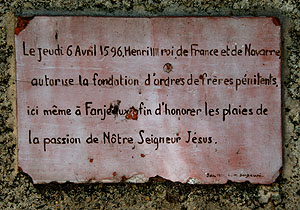 Le jeudi 6 Avril 1596, Henri IIII roi de France et de Navarre
autorise la fondation d'ordres de frères pénitents,
ici même à Fanjeaux afin d'honorer les plaies de
la passion de Nôtre Seigneur Jésus.